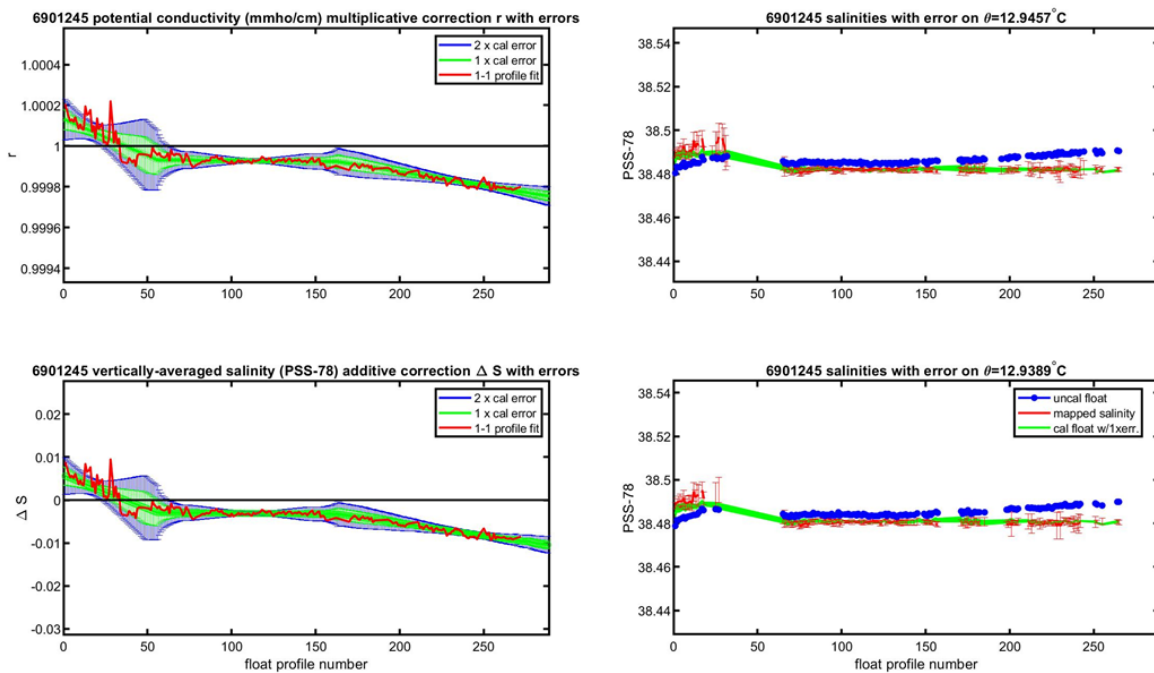 6901245 potential conductivity (mmho/cm) multiplicative correction r with errors
1.0004
1.0002
1
0.9998
0.9996
0.9994
r
2 x cal error
1 x cal error
1-1 profile fit
0 50 100 150 200 250
6901245 salinities with error on θ=12.9457°C
38.54
38.52
38.5
38.48
38.46
38.44
PSS-78
0 50 100 150 200 250
6901245 vertically-averaged salinity (PSS-78) additive correction Δ S with errors
0.02
0.01
0
-0.01
-0.02
-0.03
Δ S
2 x cal error
1 x cal error
1-1 profile fit
0 50 100 150 200 250
float profile number
6901245 salinities with error on θ=12.9389°C
38.54
38.52
38.5
38.48
38.46
38.44
PSS-78
uncal float
mapped salinity
cal float w/1xerr.
0 50 100 150 200 250
float profile number